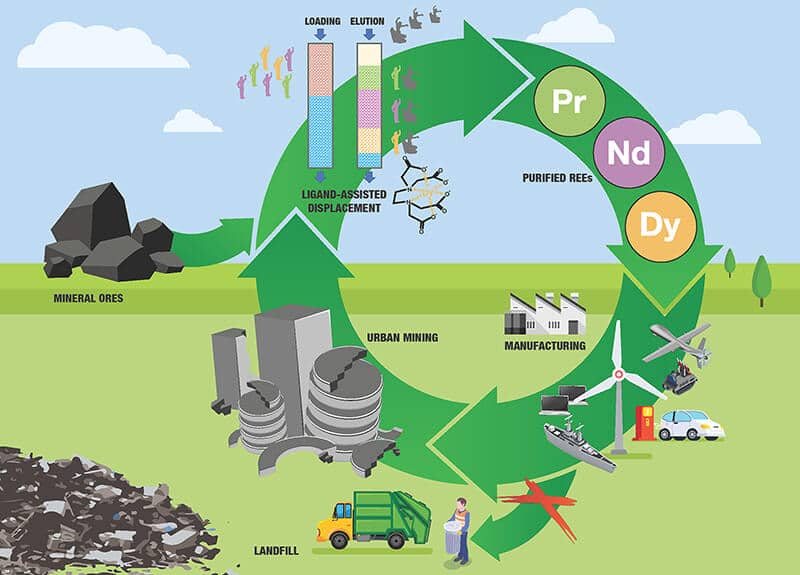 LOADING
ELUTION
LIGAND-ASSISTED
DISPLACEMENT
Pr
Nd
Dy
PURIFIED REEs
MINERAL ORES
URBAN MINING
MANUFACTURING
LANDFILL